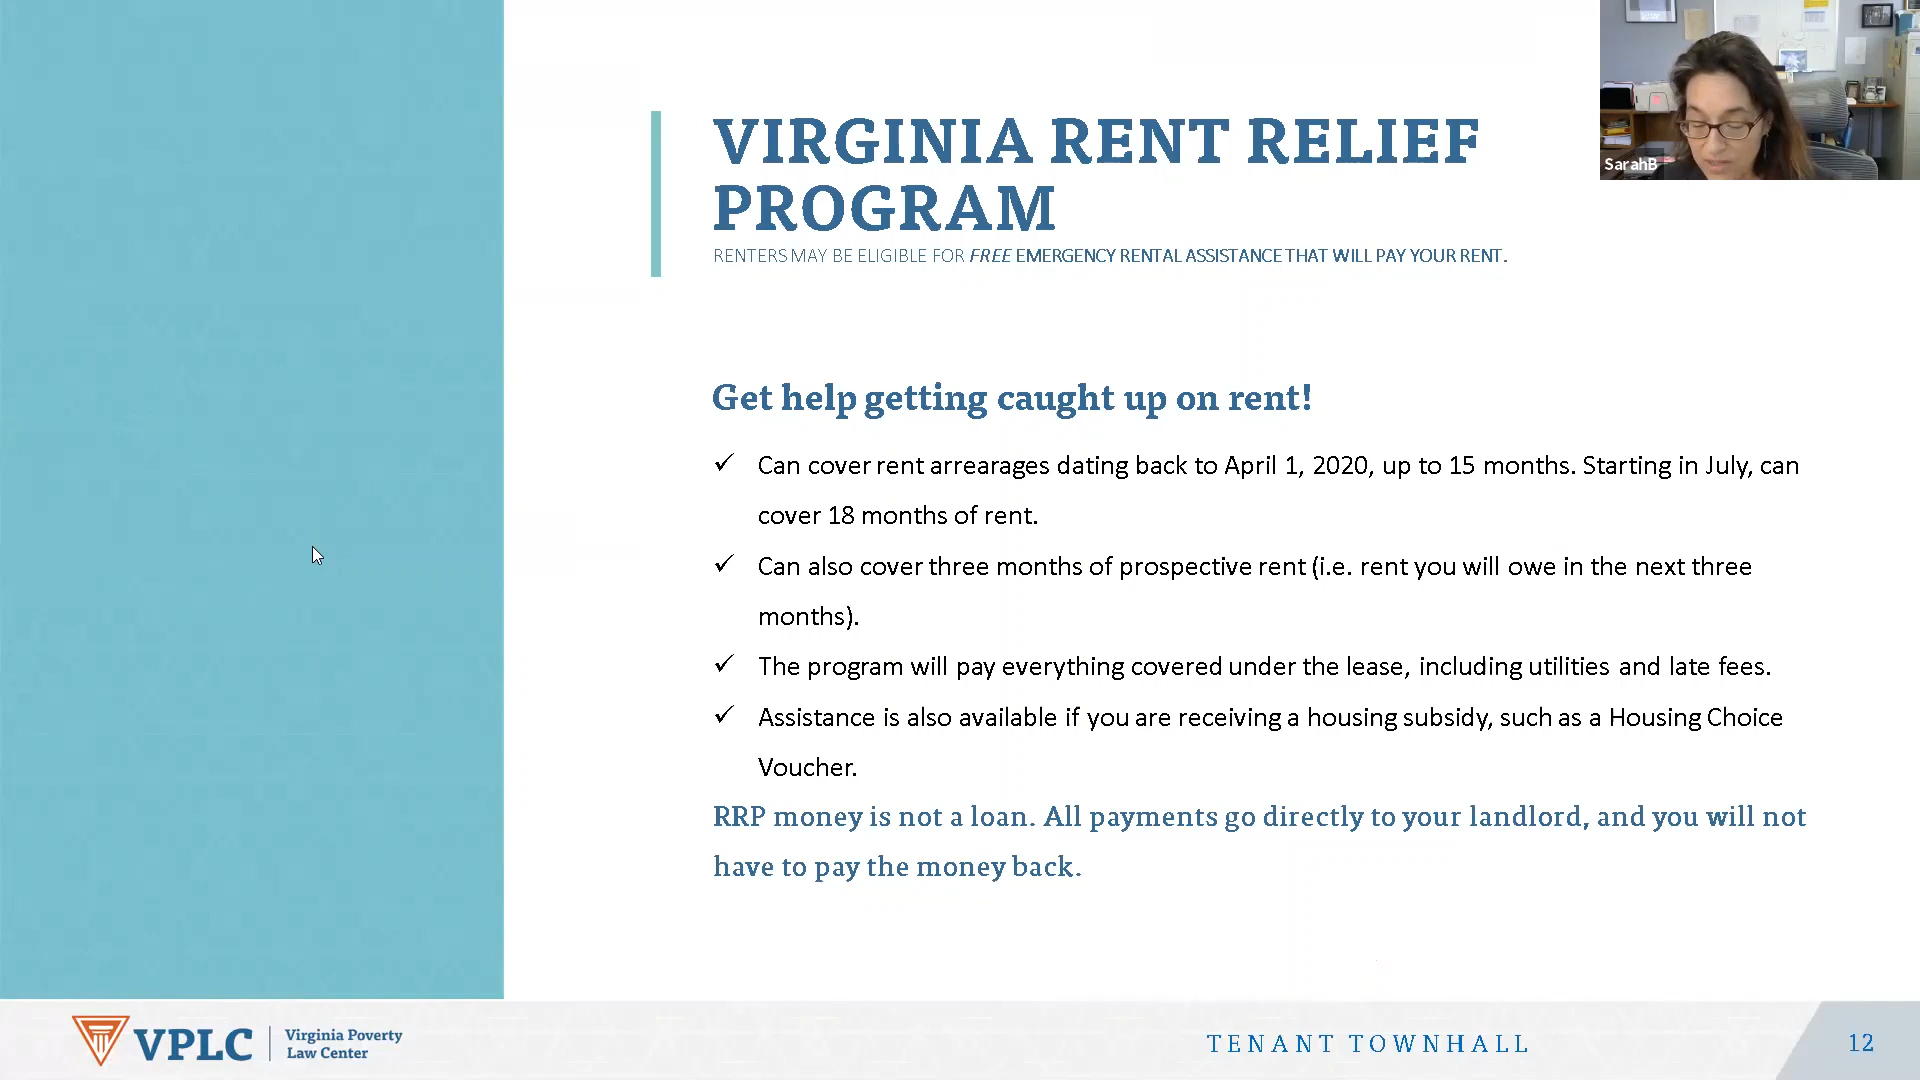 VIRGINIA RENT RELIEF
PROGRAM
RENTERS MAY BE ELIGIBLE FOR FREE EMERGENCY RENTAL ASSISTANCE THAT WILL PAY YOUR RENT.
SarahB
Get help getting caught up on rent!
✓ Can cover rent arrearages dating back to April 1, 2020, up to 15 months. Starting in July, can
cover 18 months of rent.
✓ Can also cover three months of prospective rent (i.e. rent you will owe in the next three
months).
✓ The program will pay everything covered under the lease, including utilities and late fees.
✓ Assistance is also available if you are receiving a housing subsidy, such as a Housing Choice
Voucher.
RRP money is not a loan. All payments go directly to your landlord, and you will not
have to pay the money back.
VPLC
Virginia Poverty
Law Center
TENANT TOWNHALL
12